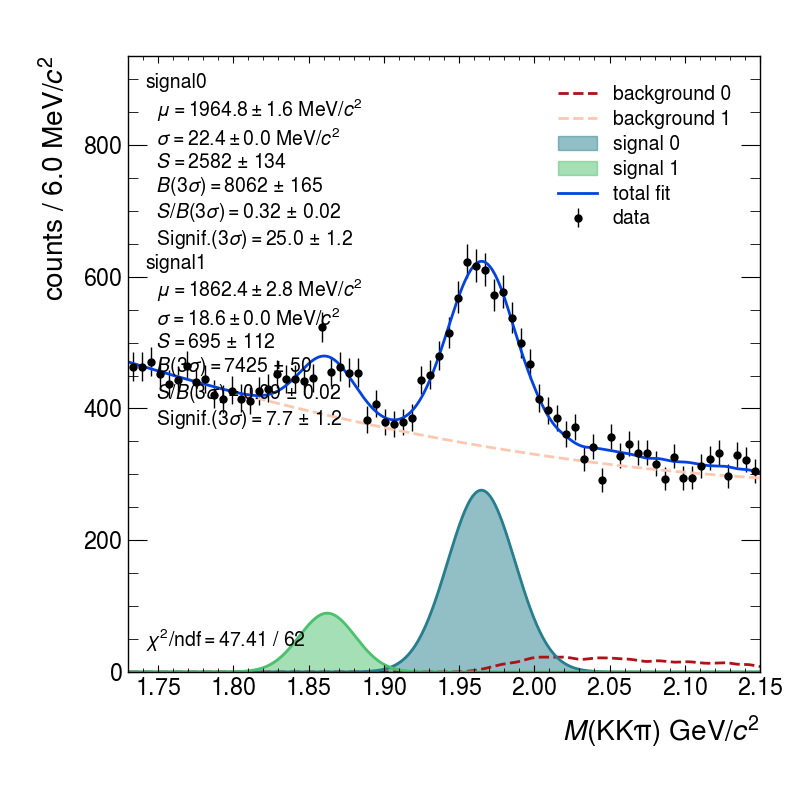 counts / 6.0 MeV/c²
signal0
μ = 1964.8 ± 1.6 MeV/c²
σ = 22.4 ± 0.0 MeV/c²
S = 2582 ± 134
B(3σ) = 8062 ± 165
S/B(3σ) = 0.32 ± 0.02
Signif.(3σ) = 25.0 ± 1.2
signal1
μ = 1862.4 ± 2.8 MeV/c²
σ = 18.6 ± 0.0 MeV/c²
S = 695 ± 112
B(3σ) = 7425 ± 50
S/B(3σ) = ± 0.02
Signif.(3σ) = 7.7 ± 1.2
χ²/ndf = 47.41 / 62
background 0
background 1
signal 0
signal 1
total fit
data
800
600
400
200
0
1.75 1.80 1.85 1.90 1.95 2.00 2.05 2.10 2.15
M(KKπ) GeV/c²